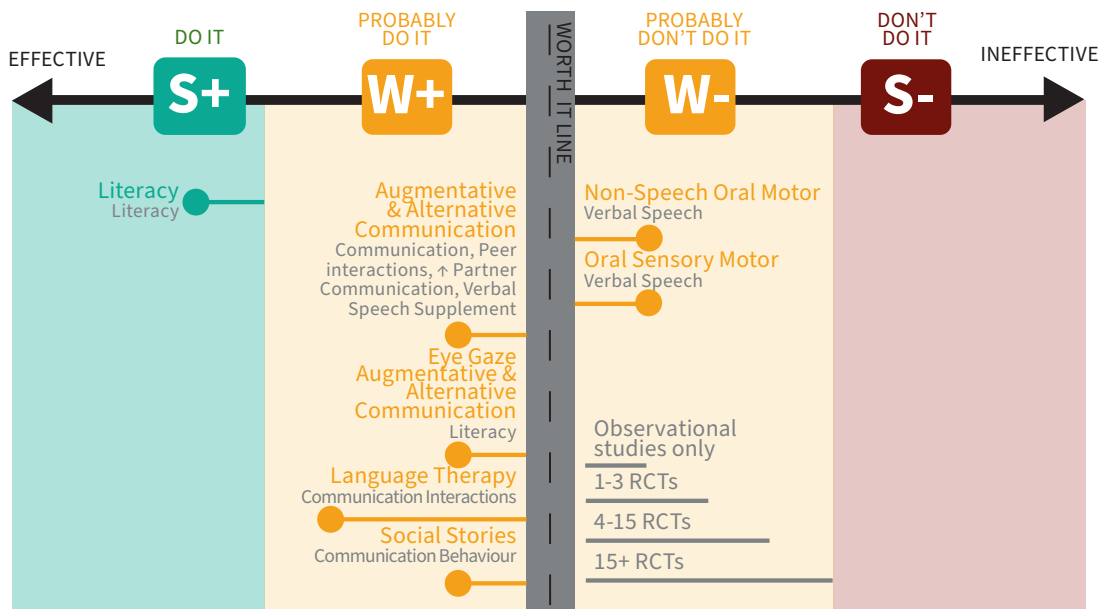 EFFECTIVE
DO IT
S+
PROBABLY
DO IT
W+
WORTH IT LINE
PROBABLY
DON'T DO IT
W-
DON'T
DO IT
S-
INEFFECTIVE
Literacy
Literacy
Augmentative
& Alternative
Communication
Communication, Peer
interactions, ↑ Partner
Communication, Verbal
Speech Supplement
Eye Gaze
Augmentative &
Alternative
Communication
Literacy
Language Therapy
Communication Interactions
Social Stories
Communication Behaviour
Non-Speech Oral Motor
Verbal Speech
Oral Sensory Motor
Verbal Speech
Observational
studies only
1-3 RCTs
4-15 RCTs
15+ RCTs